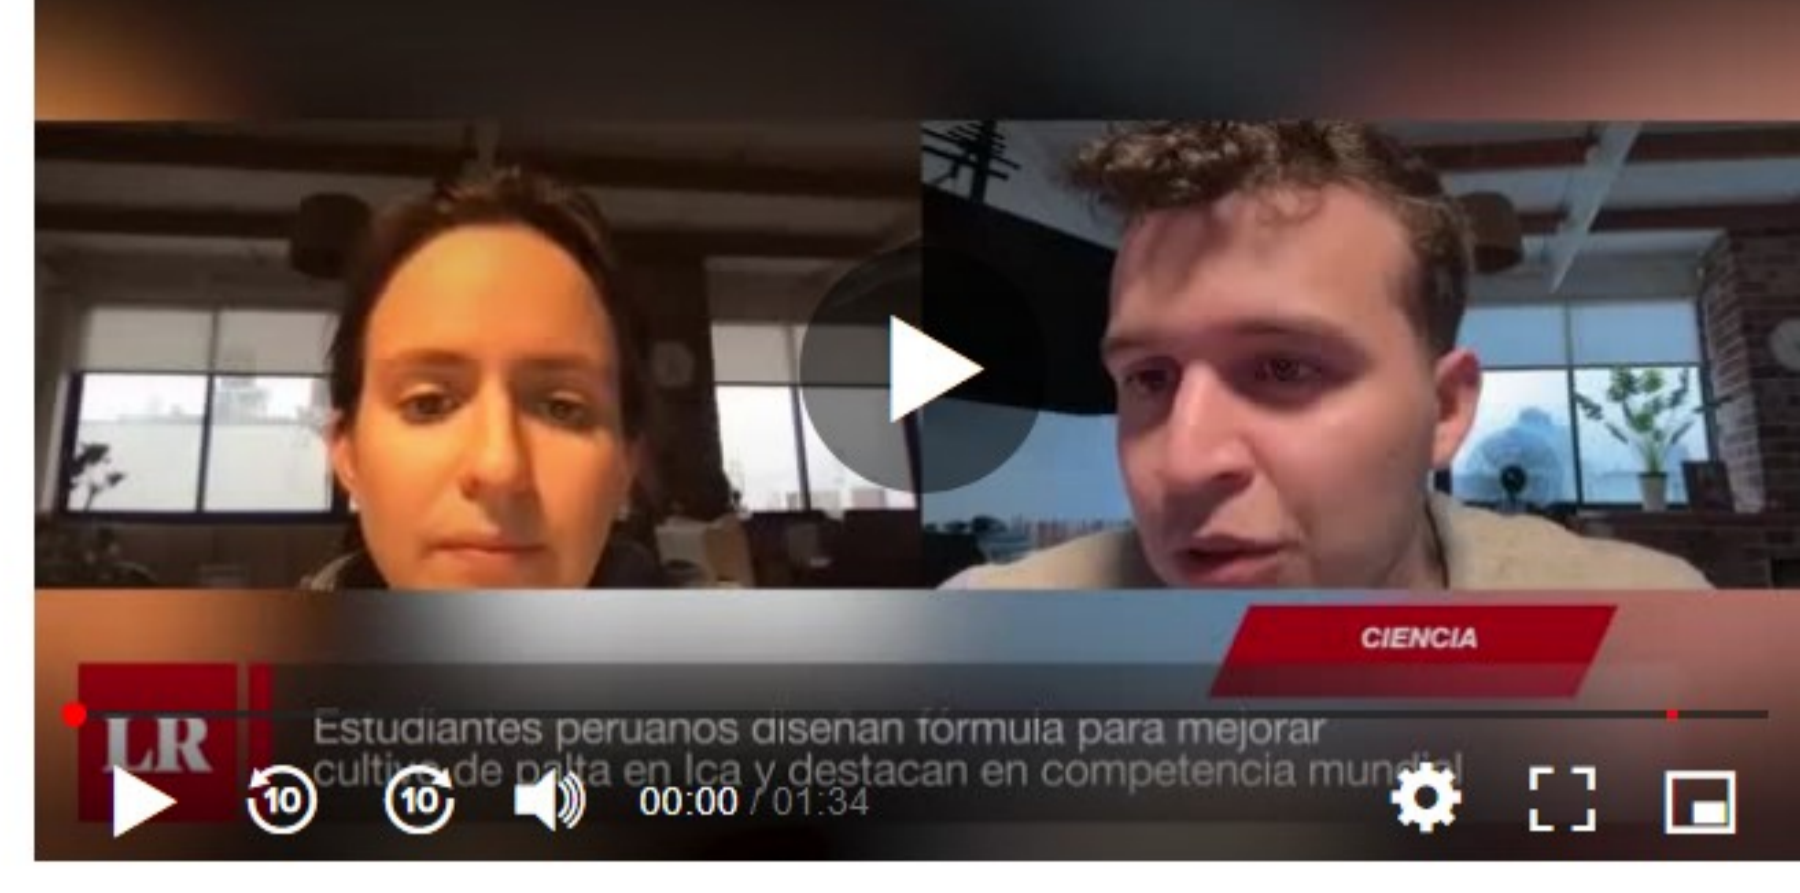 CIENCIA
LR
Estudiantes peruanos diseñan fórmula para mejorar
cultivo de palta en Ica y destacan en competencia mundial
10
10
00:00 / 01:34